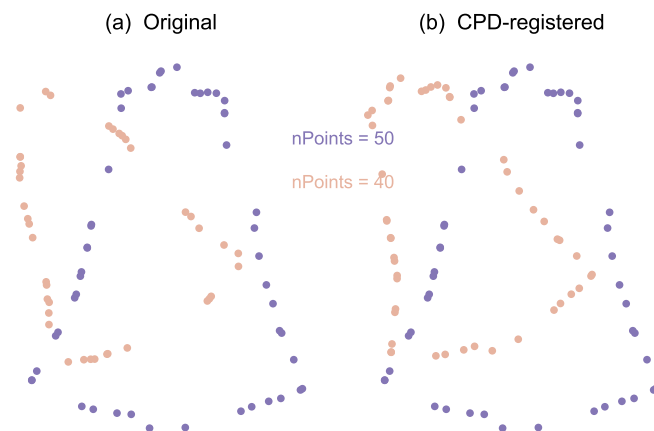 (a) Original
(b) CPD-registered
nPoints = 50
nPoints = 40